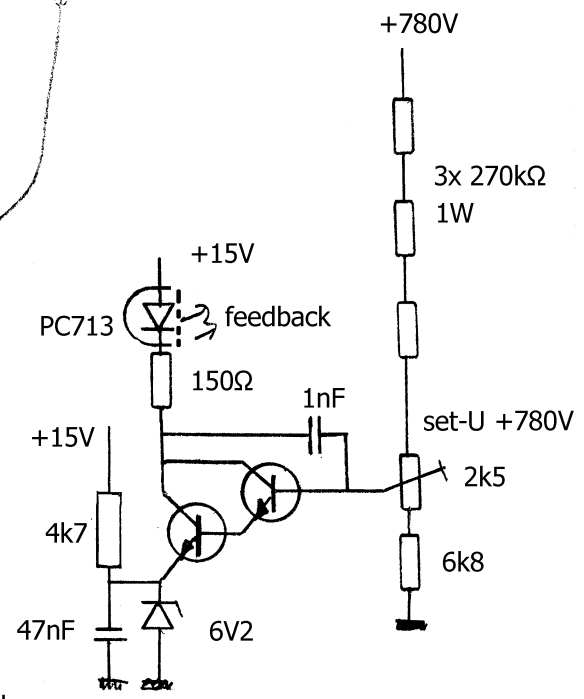 +780V
3x 270kΩ
1W
+15V
PC713
feedback
150Ω
1nF
+15V
set-U +780V
2k5
4k7
6k8
47nF
6V2